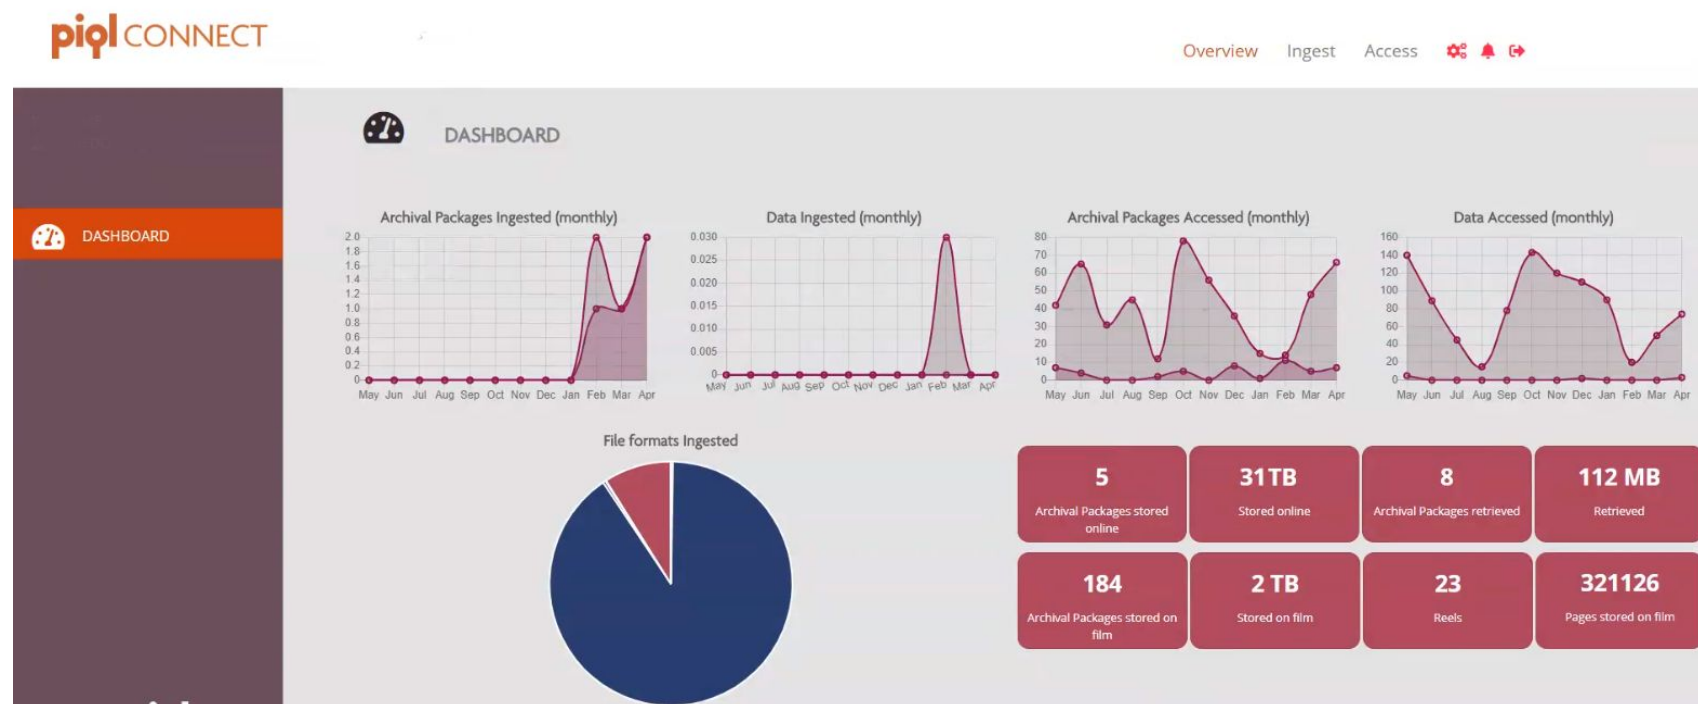 piql CONNECT
Overview Ingest Access
DASHBOARD
DASHBOARD
Archival Packages Ingested (monthly)
2.0
1.8
1.6
1.4
1.2
1.0
0.8
0.6
0.4
0.2
0
May Jun Jul Aug Sep Oct Nov Dec Jan Feb Mar Apr
Data Ingested (monthly)
0.030
0.025
0.020
0.015
0.010
0.005
0
May Jun Jul Aug Sep Oct Nov Dec Jan Feb Mar Apr
Archival Packages Accessed (monthly)
80
70
60
50
40
30
20
10
0
May Jun Jul Aug Sep Oct Nov Dec Jan Feb Mar Apr
Data Accessed (monthly)
160
140
120
100
80
60
40
20
0
May Jun Jul Aug Sep Oct Nov Dec Jan Feb Mar Apr
File formats Ingested
5
Archival Packages stored
online
31TB
Stored online
8
Archival Packages retrieved
112 MB
Retrieved
184
Archival Packages stored on
film
2 TB
Stored on film
23
Reels
321126
Pages stored on film